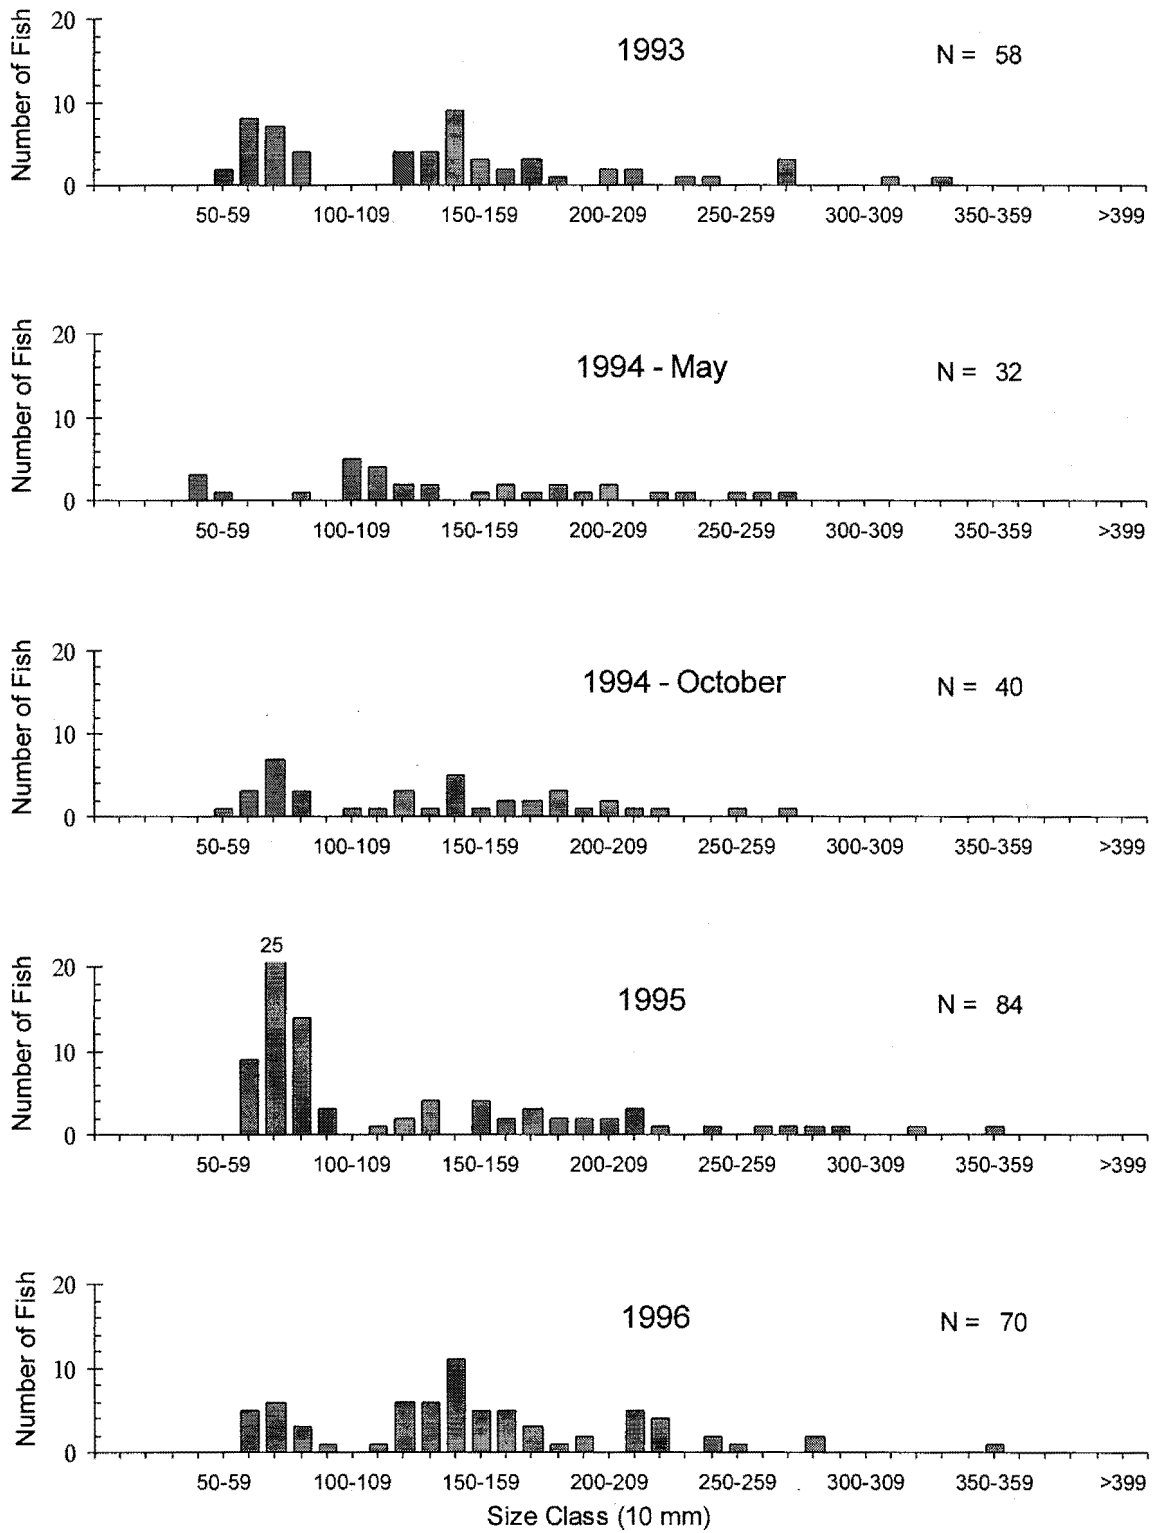 1993 N = 58
Number of Fish
20
10
0
50-59 100-109 150-159 200-209 250-259 300-309 350-359 >399
1994 - May N = 32
Number of Fish
20
10
0
50-59 100-109 150-159 200-209 250-259 300-309 350-359 >399
1994 - October N = 40
Number of Fish
20
10
0
50-59 100-109 150-159 200-209 250-259 300-309 350-359 >399
25
1995 N = 84
Number of Fish
20
10
0
50-59 100-109 150-159 200-209 250-259 300-309 350-359 >399
1996 N = 70
Number of Fish
20
10
0
50-59 100-109 150-159 200-209 250-259 300-309 350-359 >399
Size Class (10 mm)